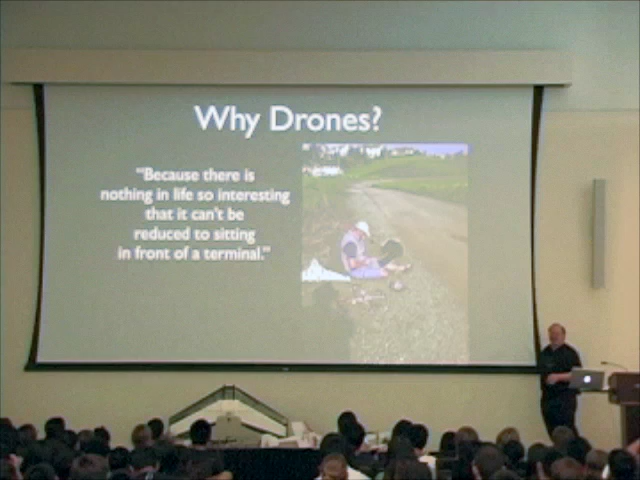 Why Drones?
"Because there is
nothing in life so interesting
that it can't be
reduced to sitting
in front of a terminal."